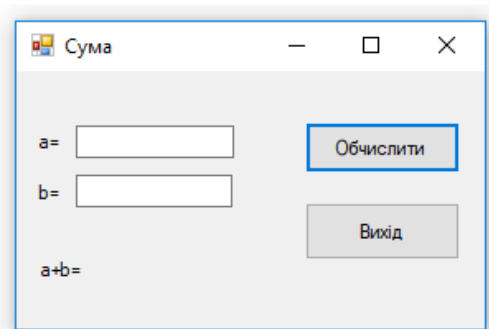 Сума
a=
Обчислити
b=
Вихід
a+b=